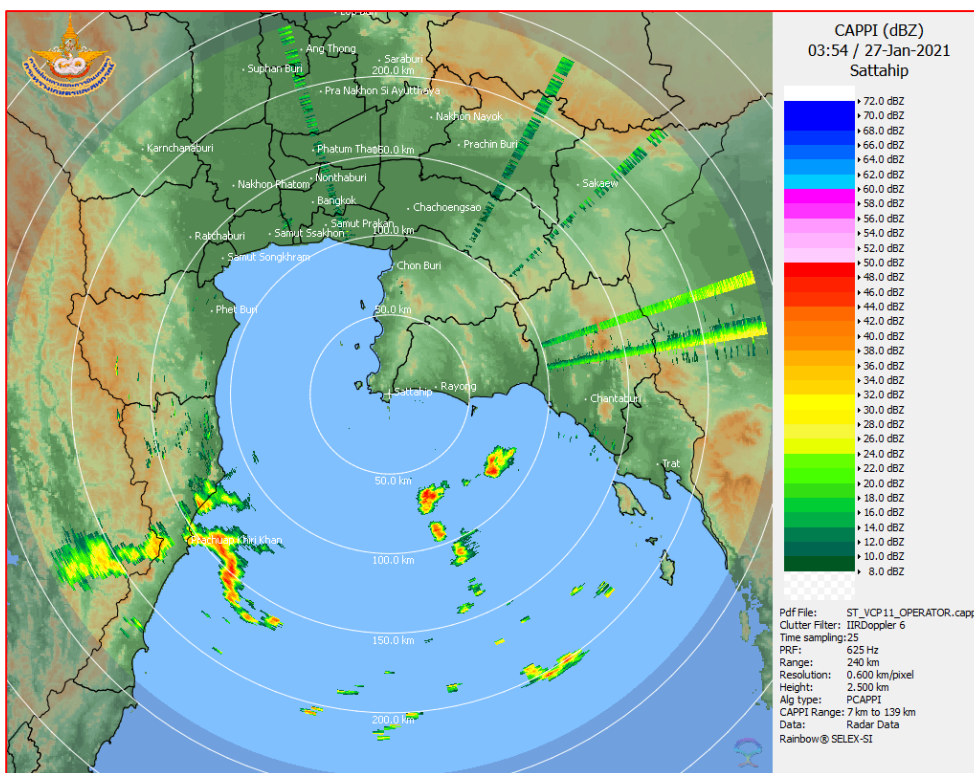 CAPPI (dBZ)
03:54 / 27-Jan-2021
Sattahip
72.0 dBZ
70.0 dBZ
68.0 dBZ
66.0 dBZ
64.0 dBZ
62.0 dBZ
60.0 dBZ
58.0 dBZ
56.0 dBZ
54.0 dBZ
52.0 dBZ
50.0 dBZ
48.0 dBZ
46.0 dBZ
44.0 dBZ
42.0 dBZ
40.0 dBZ
38.0 dBZ
36.0 dBZ
34.0 dBZ
32.0 dBZ
30.0 dBZ
28.0 dBZ
26.0 dBZ
24.0 dBZ
22.0 dBZ
20.0 dBZ
18.0 dBZ
16.0 dBZ
14.0 dBZ
12.0 dBZ
10.0 dBZ
8.0 dBZ
Pdf File: ST_VCP11_OPERATOR.capp
Clutter Filter: IIRDoppler 6
Time sampling:25
PRF: 625 Hz
Range: 240 km
Resolution: 0.600 km/pixel
Height: 2.500 km
Alg type: PCAPPI
CAPPI Range: 7 km to 139 km
Data: Radar Data
Rainbow® SELEX-SI
Ang Thong
Saraburi
Suphan Buri
200.0 km
Pra Nakhon Si Ayutthaya
Nakhon Nayok
Karnchanaburi
Phatum Thani
150.0 km
Prachin Buri
Nonthaburi
Nakhon Phatom
Sakaew
Bangkok
Chachoengsao
Samut Prakan
Ratchaburi
Samut Ssakhon
100.0 km
Samut Songkhram
Chon Buri
Phet Buri
50.0 km
Sattahip
Rayong
Chantaburi
Trat
50.0 km
Prachuan Khiri Khan
100.0 km
150.0 km
200.0 km